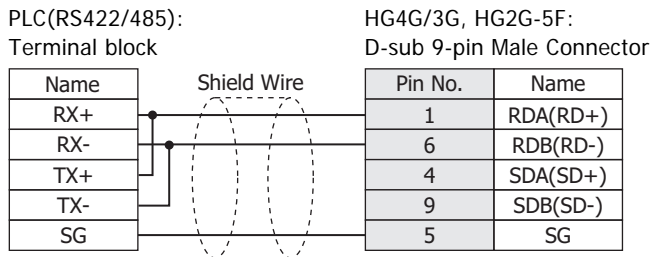 PLC(RS422/485):
Terminal block
HG4G/3G, HG2G-5F:
D-sub 9-pin Male Connector
Name Shield Wire Pin No. Name
RX+ 1 RDA(RD+)
RX- 6 RDB(RD-)
TX+ 4 SDA(SD+)
TX- 9 SDB(SD-)
SG 5 SG